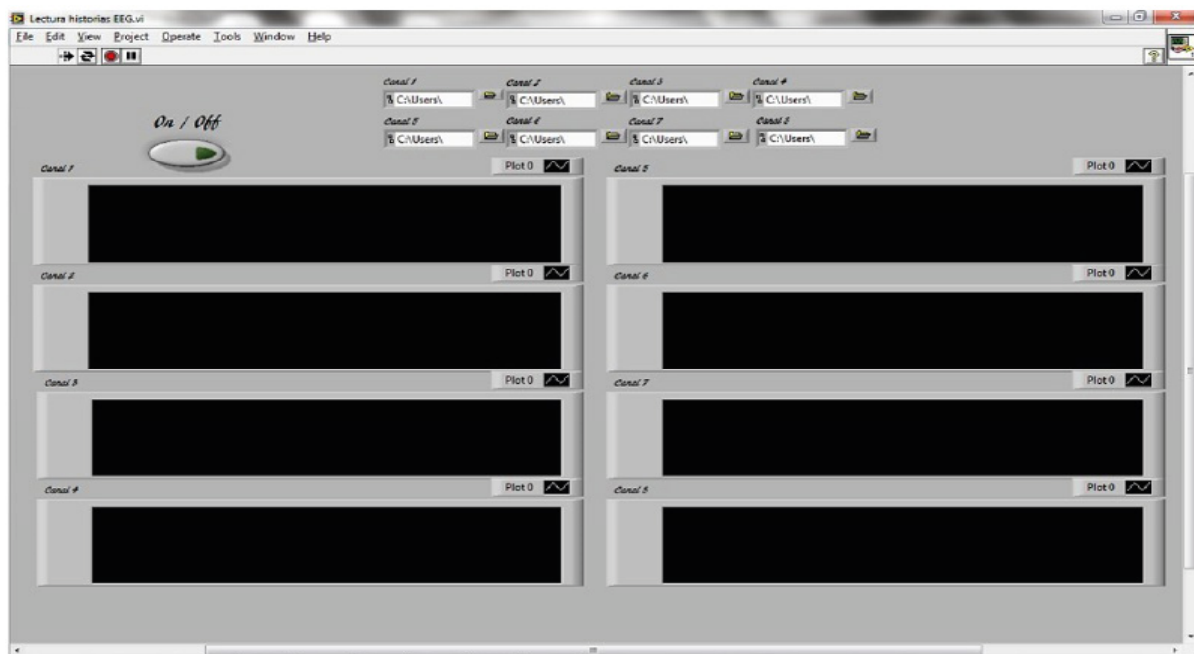 Lectura historias EEG.vi
File Edit View Project Operate Tools Window Help
Canal 1 Canal 2 Canal 3 Canal 4
C:\Users\ C:\Users\ C:\Users\ C:\Users\
On / Off
Canal 5 Canal 6 Canal 7 Canal 8
C:\Users\ C:\Users\ C:\Users\ C:\Users\
Canal 1 Plot 0 Canal 5 Plot 0
Canal 2 Plot 0 Canal 6 Plot 0
Canal 3 Plot 0 Canal 7 Plot 0
Canal 4 Plot 0 Canal 8 Plot 0